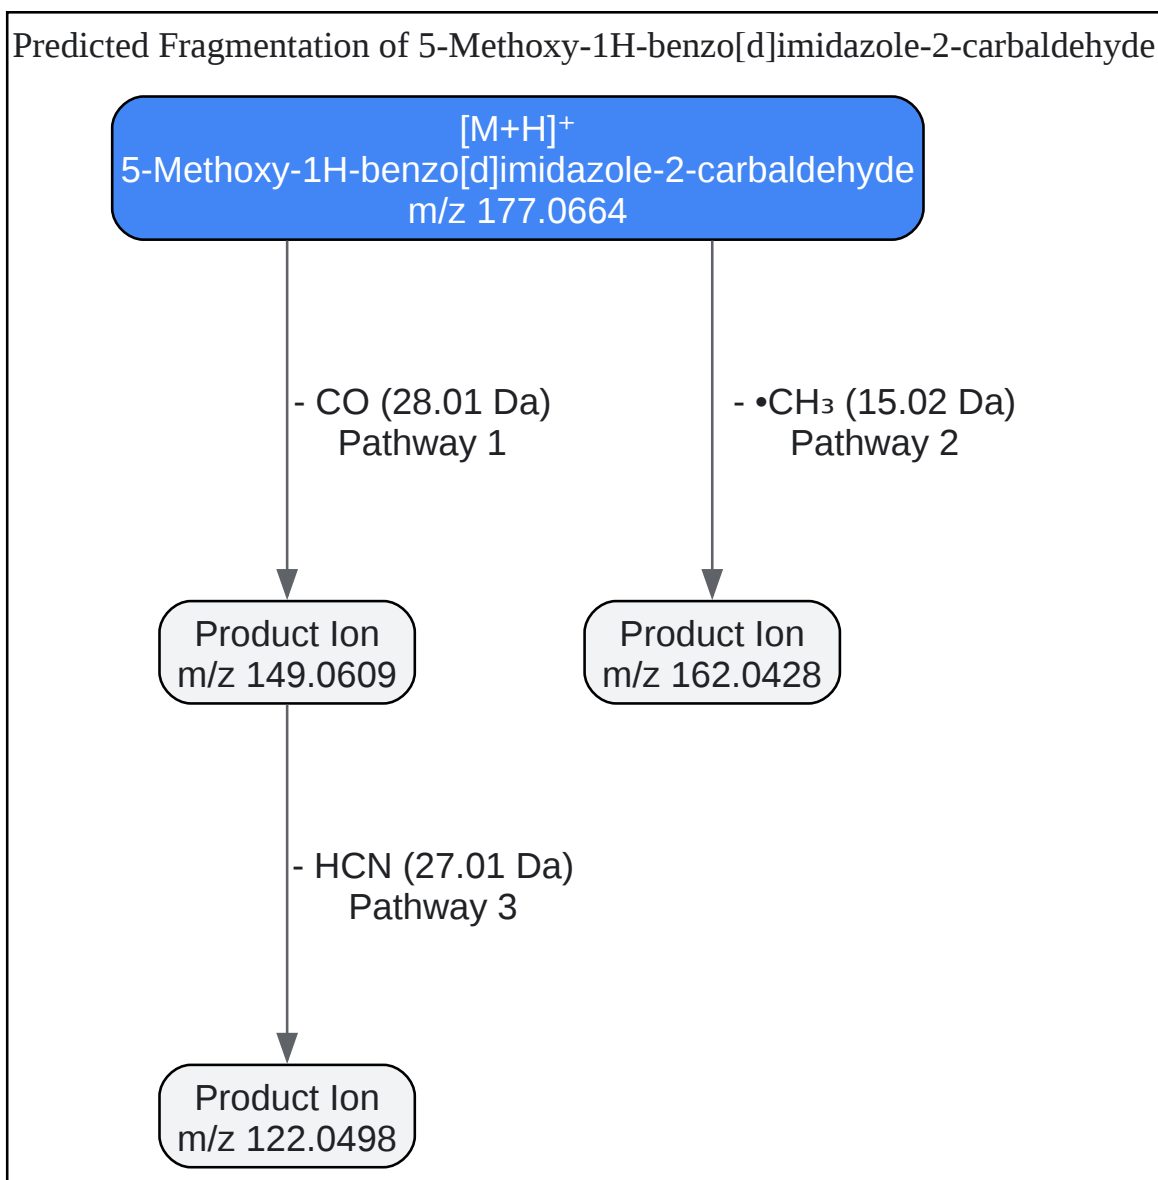 Predicted Fragmentation of 5-Methoxy-1H-benzo[d]imidazole-2-carbaldehyde
[M+H]⁺
5-Methoxy-1H-benzo[d]imidazole-2-carbaldehyde
m/z 177.0664
- CO (28.01 Da)
Pathway 1
- •CH₃ (15.02 Da)
Pathway 2
Product Ion
m/z 149.0609
Product Ion
m/z 162.0428
- HCN (27.01 Da)
Pathway 3
Product Ion
m/z 122.0498